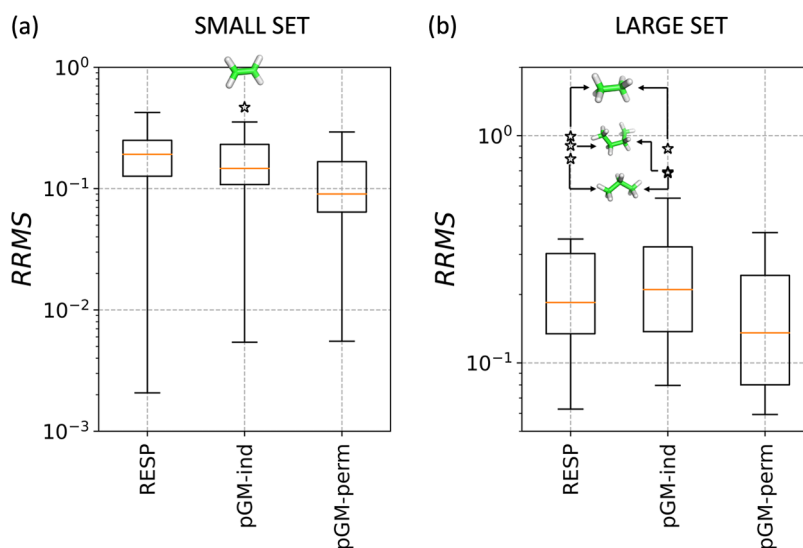 (a) SMALL SET
(b) LARGE SET
RRMS
10⁰
10⁻¹
10⁻²
10⁻³
RESP
pGM-ind
pGM-perm
RRMS
10⁰
10⁻¹
RESP
pGM-ind
pGM-perm